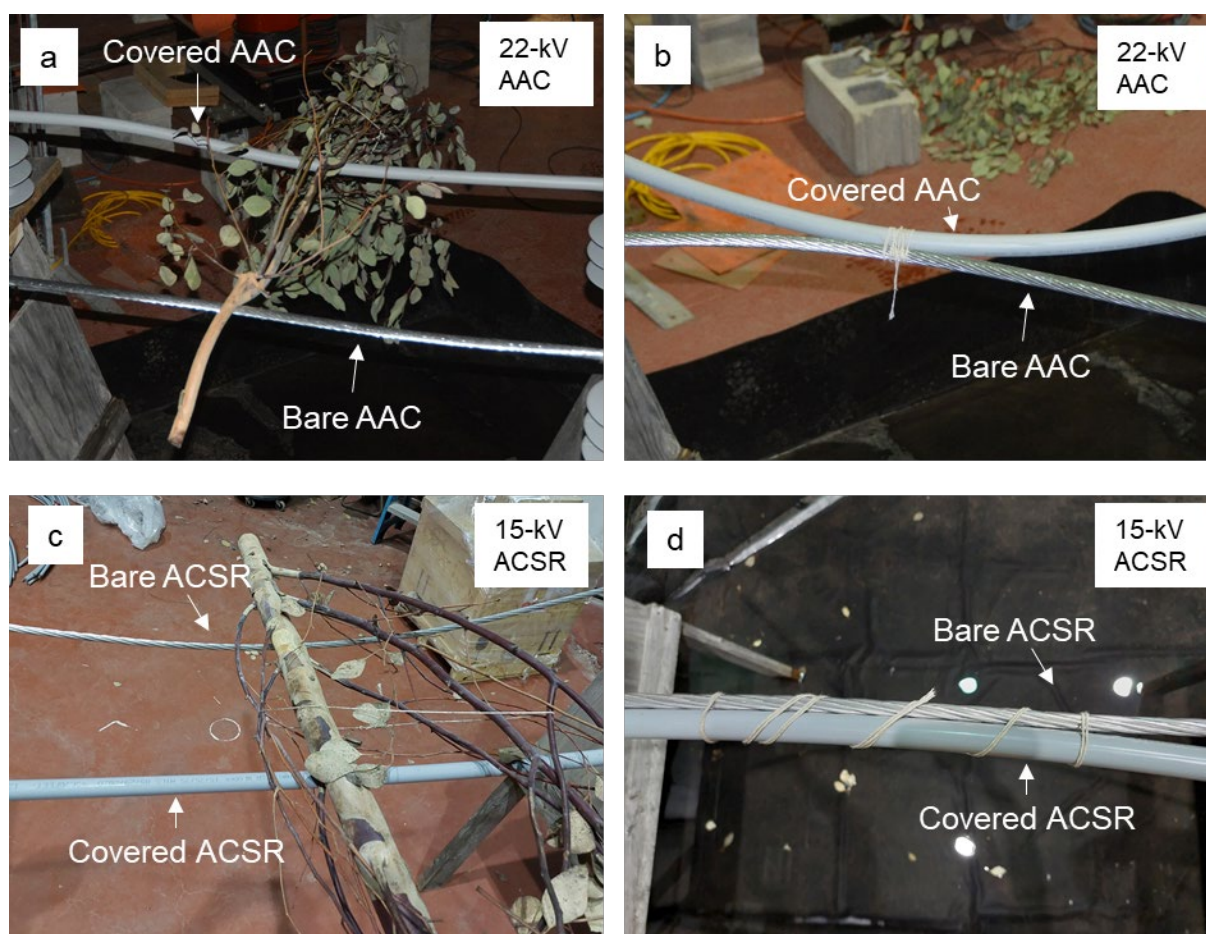 a
Covered AAC
22-kV
AAC
Bare AAC
b
22-kV
AAC
Covered AAC
Bare AAC
c
15-kV
ACSR
Bare ACSR
Covered ACSR
d
15-kV
ACSR
Bare ACSR
Covered ACSR